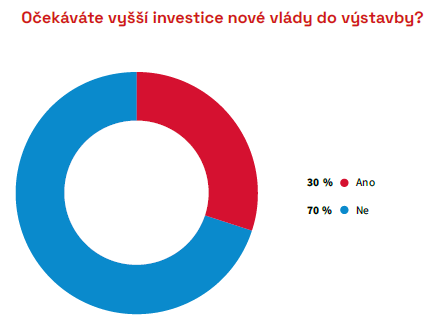 Očekáváte vyšší investice nové vlády do výstavby?
30 % Ano
70 % Ne